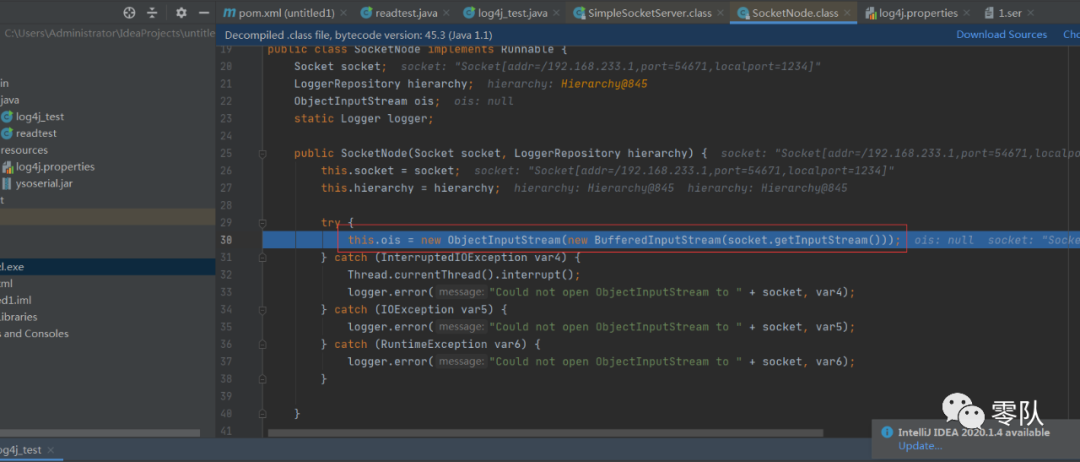 pom.xml (untitled1)
readtest.java
log4j_test.java
SimpleSocketServer.class
SocketNode.class
log4j.properties
1.ser
C:\Users\Administrator\IdeaProjects\untitle
Decompiled .class file, bytecode version: 45.3 (Java 1.1)
Download Sources
java
log4j_test
readtest
resources
log4j.properties
ysoserial.jar
l.exe
ed1.iml
Libraries
s and Consoles
19 public class SocketNode implements Runnable {
20 Socket socket; socket: "Socket[addr=/192.168.233.1,port=54671,localport=1234]"
21 LoggerRepository hierarchy; hierarchy: Hierarchy@845
22 ObjectInputStream ois; ois: null
23 static Logger logger;
24
25 public SocketNode(Socket socket, LoggerRepository hierarchy) { socket: "Socket[addr=/192.168.233.1,port=54671,localpo
26 this.socket = socket; socket: "Socket[addr=/192.168.233.1,port=54671,localport=1234]"
27 this.hierarchy = hierarchy; hierarchy: Hierarchy@845 hierarchy: Hierarchy@845
28
29 try {
30 this.ois = new ObjectInputStream(new BufferedInputStream(socket.getInputStream())); ois: null socket: "Socke
31 } catch (InterruptedIOException var4) {
32 Thread.currentThread().interrupt();
33 logger.error( message: "Could not open ObjectInputStream to " + socket, var4);
34 } catch (IOException var5) {
35 logger.error( message: "Could not open ObjectInputStream to " + socket, var5);
36 } catch (RuntimeException var6) {
37 logger.error( message: "Could not open ObjectInputStream to " + socket, var6);
38 }
39
40 }
41
零队
IntelliJ IDEA 2020.1.4 available
Update...
og4j_test